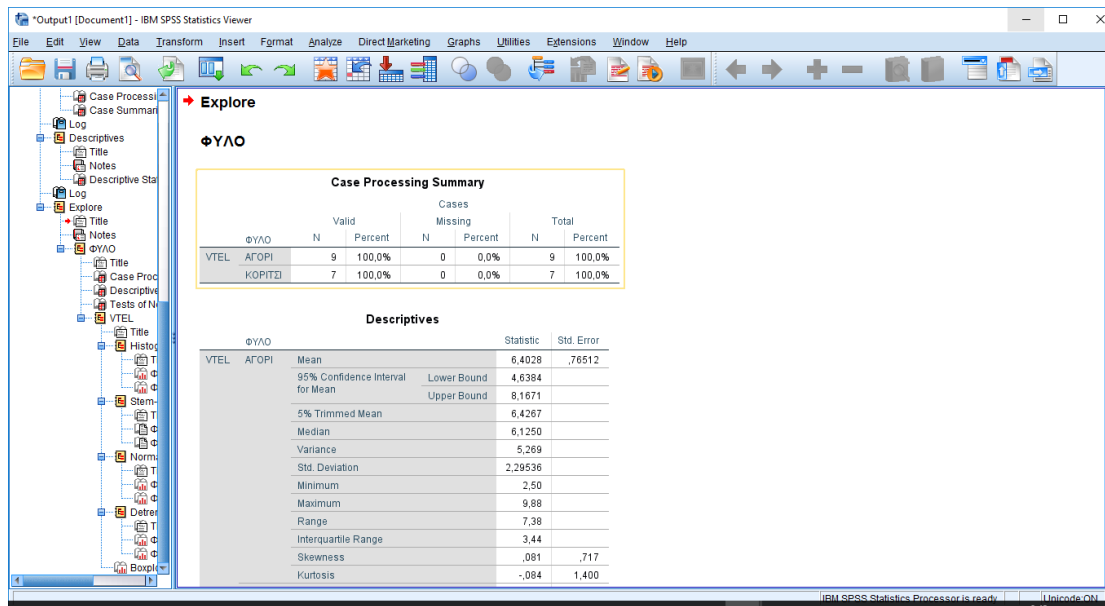 *Output1 [Document1] - IBM SPSS Statistics Viewer
File Edit View Data Transform Insert Format Analyze Direct Marketing Graphs Utilities Extensions Window Help
Case Processi
Case Summari
Log
Descriptives
Title
Notes
Descriptive Sta
Log
Explore
Title
Notes
ΦΥΛΟ
Title
Case Proc
Descriptive
Tests of N
VTEL
Title
Histog
T
Φ
Φ
Stem-
T
Φ
Φ
Norma
T
Φ
Φ
Detren
T
Φ
Φ
Boxplo
Explore
ΦΥΛΟ
Case Processing Summary
Cases
Valid Missing Total
ΦΥΛΟ N Percent N Percent N Percent
VTEL ΑΓΟΡΙ 9 100,0% 0 0,0% 9 100,0%
ΚΟΡΙΤΣΙ 7 100,0% 0 0,0% 7 100,0%
Descriptives
ΦΥΛΟ Statistic Std. Error
VTEL ΑΓΟΡΙ Mean 6,4028 ,76512
95% Confidence Interval for Mean Lower Bound 4,6384
Upper Bound 8,1671
5% Trimmed Mean 6,4267
Median 6,1250
Variance 5,269
Std. Deviation 2,29536
Minimum 2,50
Maximum 9,88
Range 7,38
Interquartile Range 3,44
Skewness ,081 ,717
Kurtosis -,084 1,400
IBM SPSS Statistics Processor is ready Unicode:ON